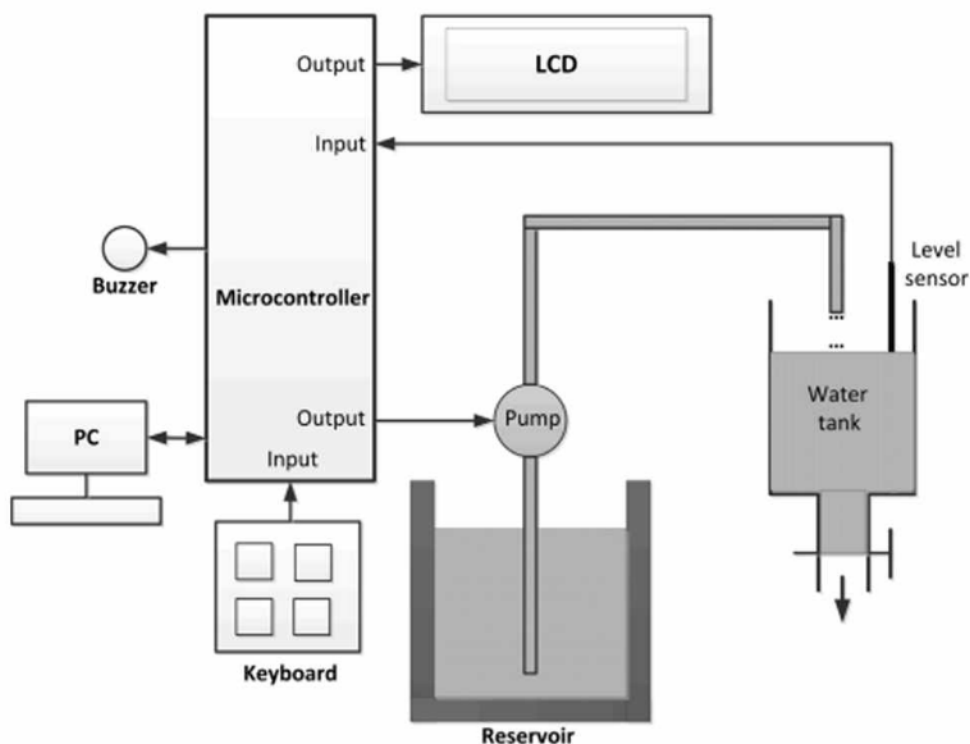 Output
LCD
Input
Buzzer
Microcontroller
Level
sensor
PC
Output
Pump
Water
tank
Input
Keyboard
Reservoir